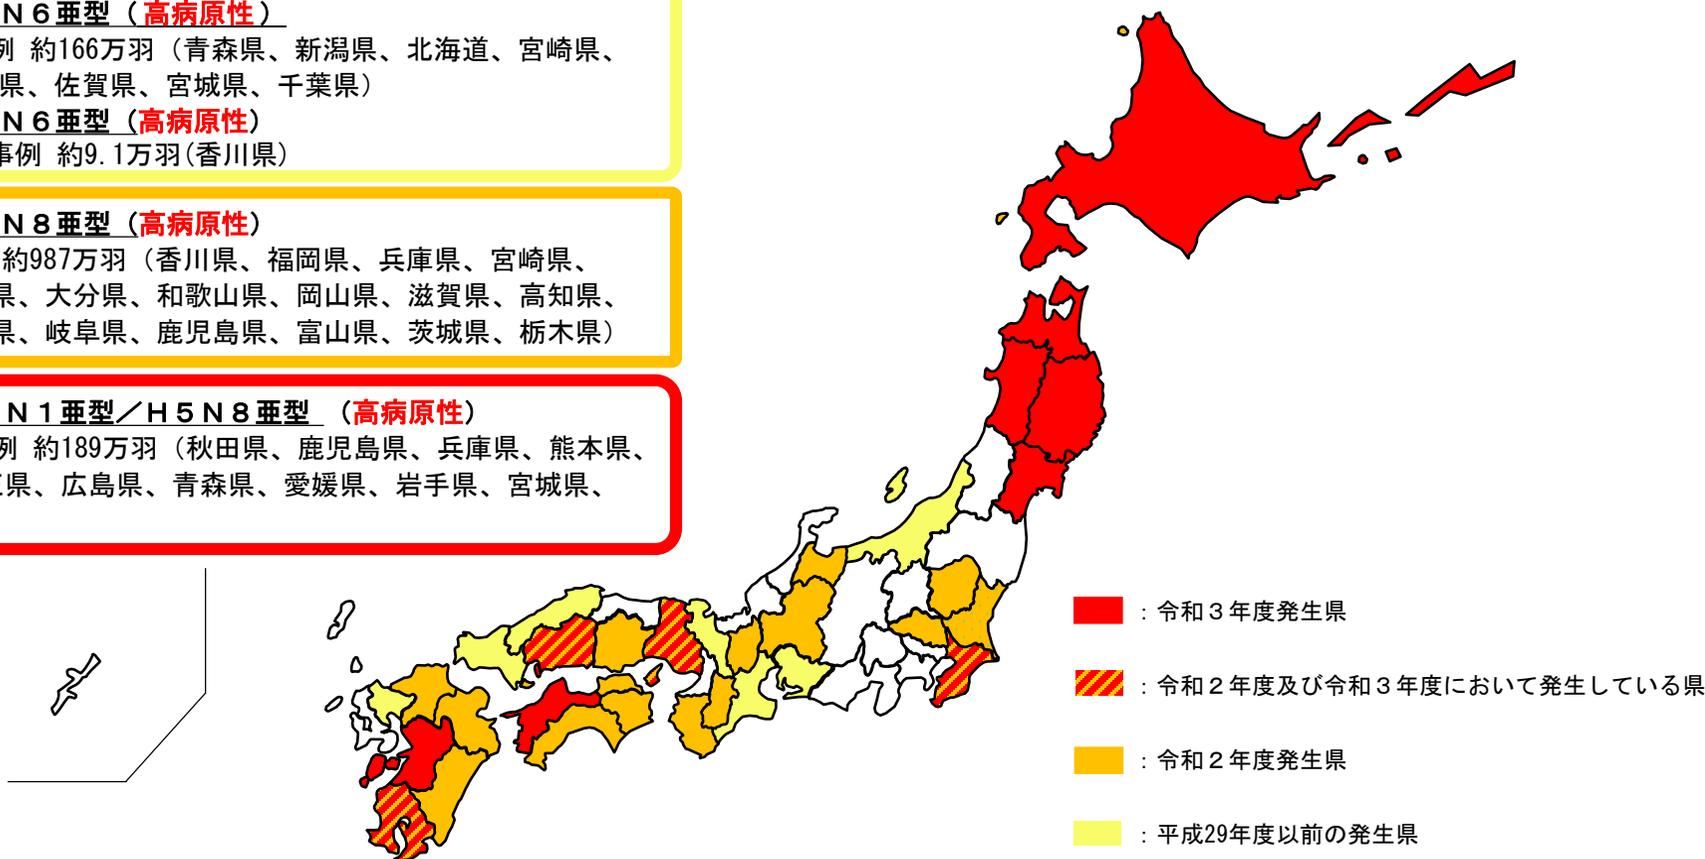 Ｎ６亜型（高病原性）
例 約166万羽（青森県、新潟県、北海道、宮崎県、
県、佐賀県、宮城県、千葉県）
Ｎ６亜型（高病原性）
事例 約9.1万羽(香川県)
Ｎ８亜型（高病原性）
約987万羽（香川県、福岡県、兵庫県、宮崎県、
県、大分県、和歌山県、岡山県、滋賀県、高知県、
県、岐阜県、鹿児島県、富山県、茨城県、栃木県）
Ｎ１亜型／Ｈ５Ｎ８亜型 （高病原性）
例 約189万羽（秋田県、鹿児島県、兵庫県、熊本県、
県、広島県、青森県、愛媛県、岩手県、宮城県、
：令和３年度発生県
：令和２年度及び令和３年度において発生している県
：令和２年度発生県
：平成29年度以前の発生県